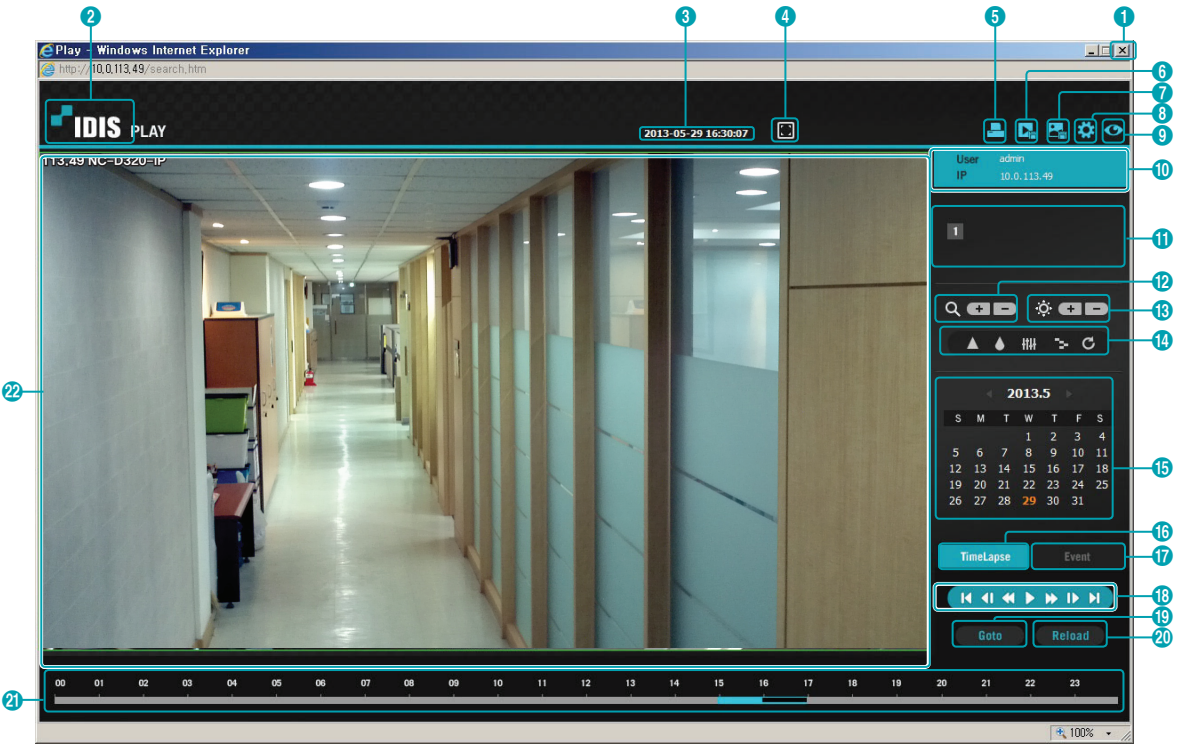 2
3
4
5
1
Play - Windows Internet Explorer
http://10,0,113,49/search,htm
6
7
8
9
IDIS PLAY
2013-05-29 16:30:07
113.49 NC-D320-IP
User admin
IP 10.0.113.49
10
1
11
12
13
14
2013.5
S M T W T F S
1 2 3 4
5 6 7 8 9 10 11
12 13 14 15 16 17 18
19 20 21 22 23 24 25
26 27 28 29 30 31
15
16
TimeLapse
Event
17
18
19
Goto
Reload
20
22
00 01 02 03 04 05 06 07 08 09 10 11 12 13 14 15 16 17 18 19 20 21 22 23
21
100%